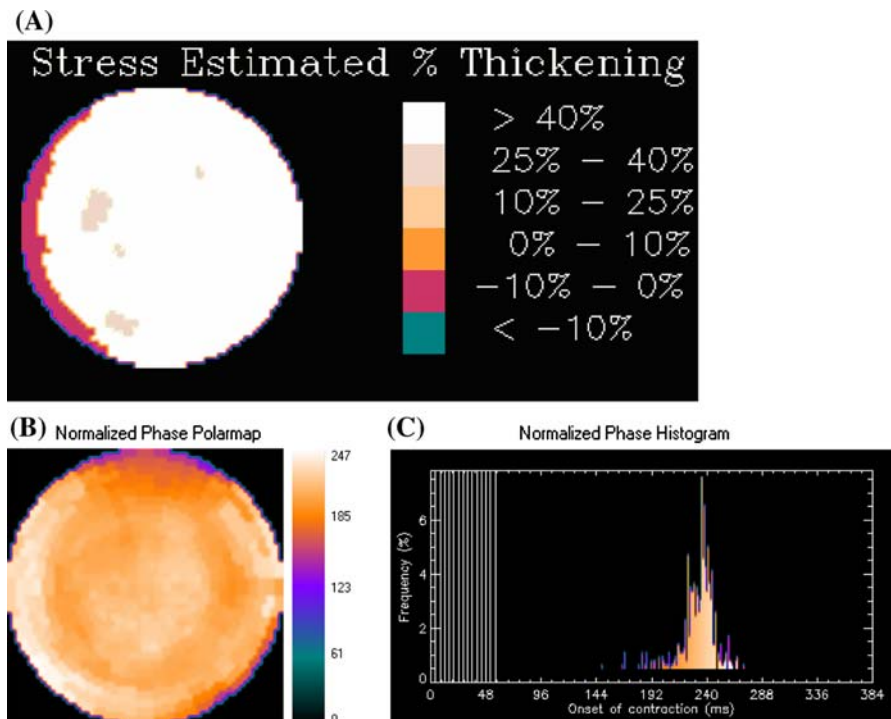 (A)
Stress Estimated % Thickening
> 40%
25% – 40%
10% – 25%
0% – 10%
–10% – 0%
< –10%
(B)
Normalized Phase Polarmap
247
185
123
61
0
(C)
Normalized Phase Histogram
Frequency (%)
6
4
2
0
0 48 96 144 192 240 288 336 384
Onset of contraction (ms)